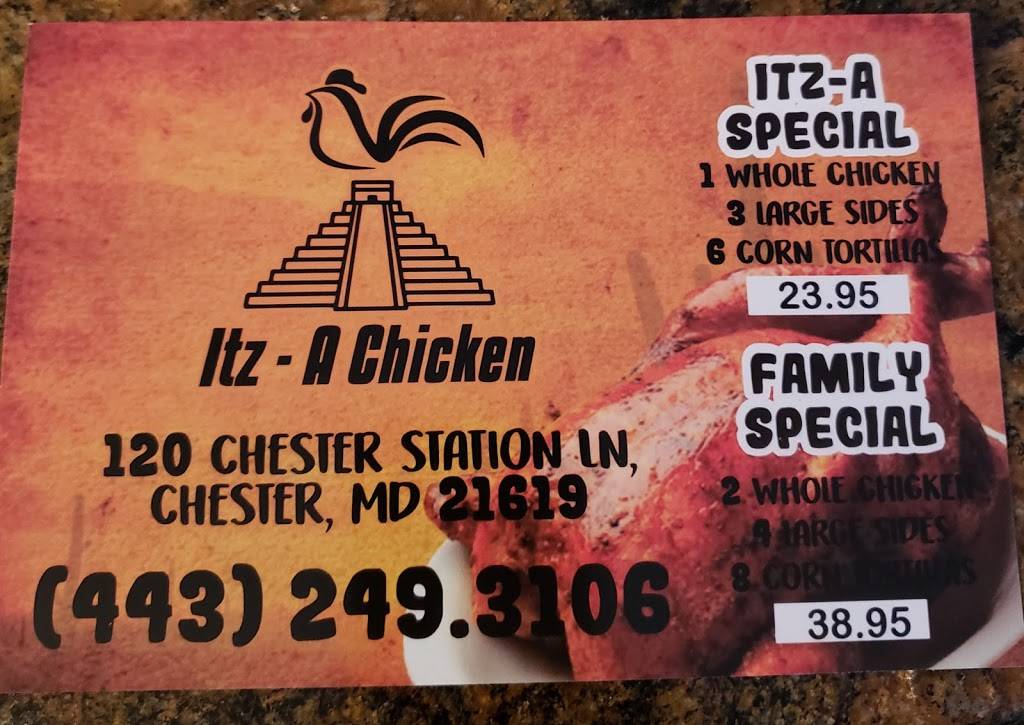 Itz - A Chicken
120 CHESTER STATION LN,
CHESTER, MD 21619
(443) 249.3106
ITZ-A
SPECIAL
1 WHOLE CHICKEN
3 LARGE SIDES
6 CORN TORTILLAS
23.95
FAMILY
SPECIAL
2 WHOLE CHICKEN
4 LARGE SIDES
8 CORN TORTILLAS
38.95